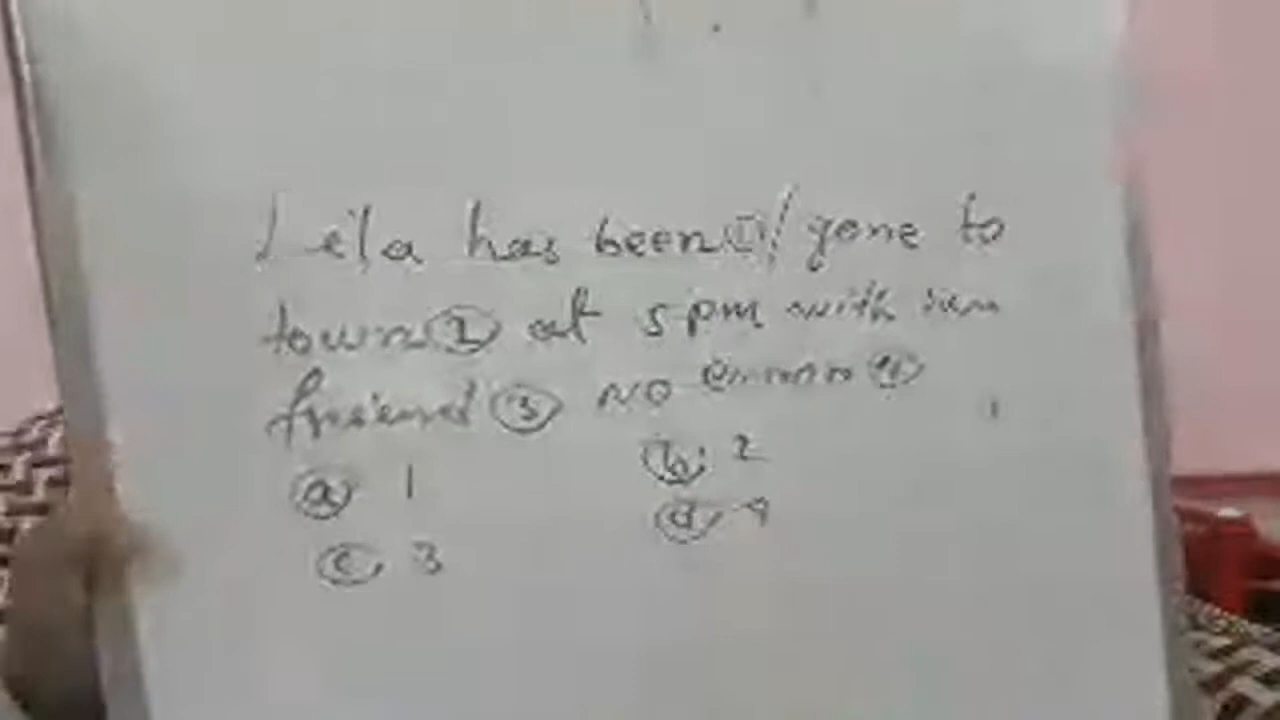 Lela has been ① / gone to
town ② at 5 pm with
friend ③ NO error ④
ⓐ 1 ⓑ 2
ⓒ 3 ⓓ 4